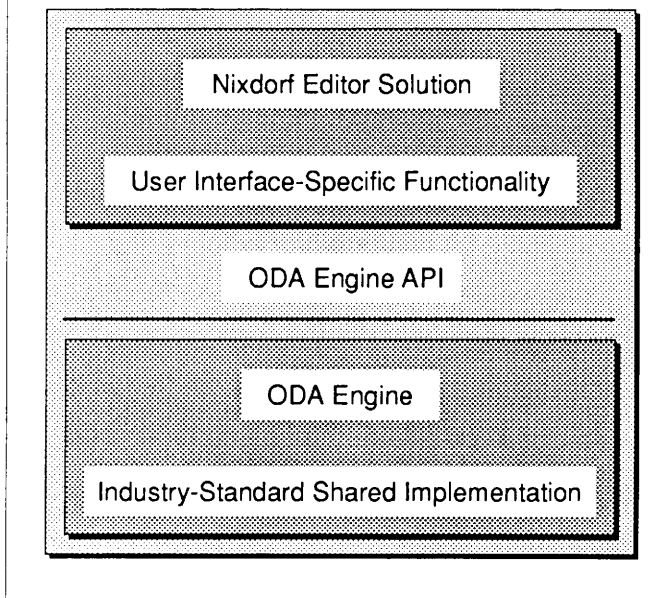 Nixdorf Editor Solution
User Interface-Specific Functionality
ODA Engine API
ODA Engine
Industry-Standard Shared Implementation